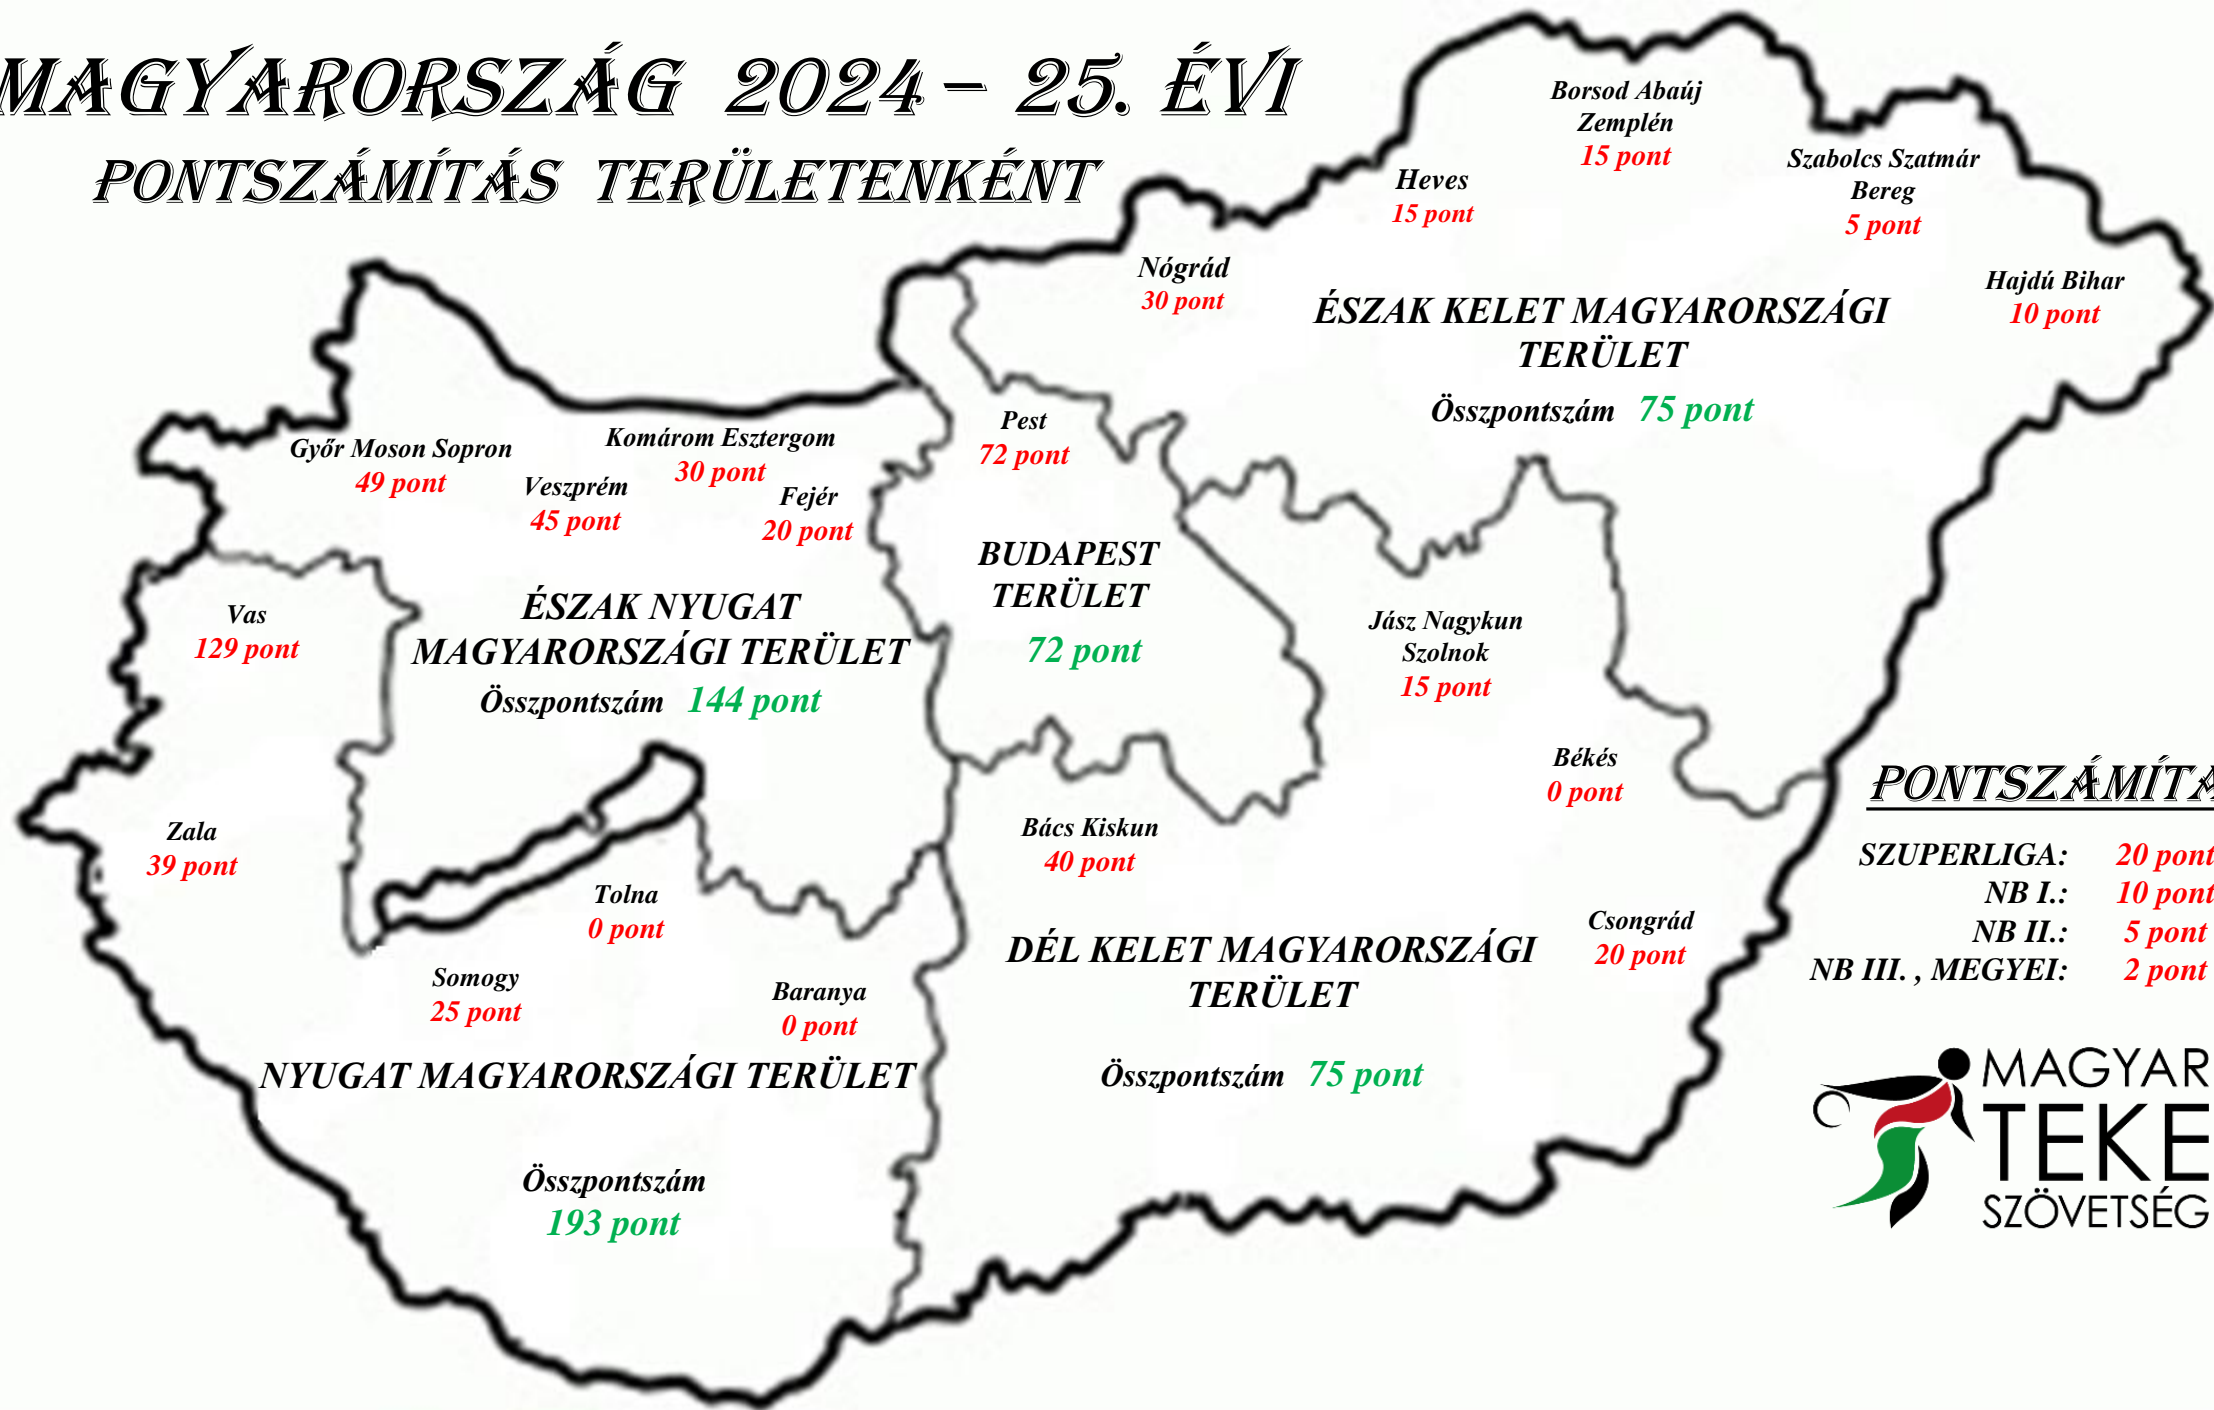 MAGYARORSZÁG 2024 – 25. ÉVI
PONTSZÁMÍTÁS TERÜLETENKÉNT
Borsod Abaúj
Zemplén
15 pont
Szabolcs Szatmár
Bereg
5 pont
Heves
15 pont
Nógrád
30 pont
Hajdú Bihar
10 pont
ÉSZAK KELET MAGYARORSZÁGI
TERÜLET
Összpontszám 75 pont
Győr Moson Sopron
49 pont
Komárom Esztergom
30 pont
Veszprém
45 pont
Fejér
20 pont
ÉSZAK NYUGAT
MAGYARORSZÁGI TERÜLET
Összpontszám 144 pont
Pest
72 pont
BUDAPEST
TERÜLET
72 pont
Vas
129 pont
Zala
39 pont
Tolna
0 pont
Somogy
25 pont
Baranya
0 pont
NYUGAT MAGYARORSZÁGI TERÜLET
Összpontszám
193 pont
Jász Nagykun
Szolnok
15 pont
Békés
0 pont
Bács Kiskun
40 pont
Csongrád
20 pont
DÉL KELET MAGYARORSZÁGI
TERÜLET
Összpontszám 75 pont
PONTSZÁMÍTÁ
SZUPERLIGA: 20 pont
NB I.: 10 pont
NB II.: 5 pont
NB III. , MEGYEI: 2 pont
MAGYAR
TEKE
SZÖVETSÉG